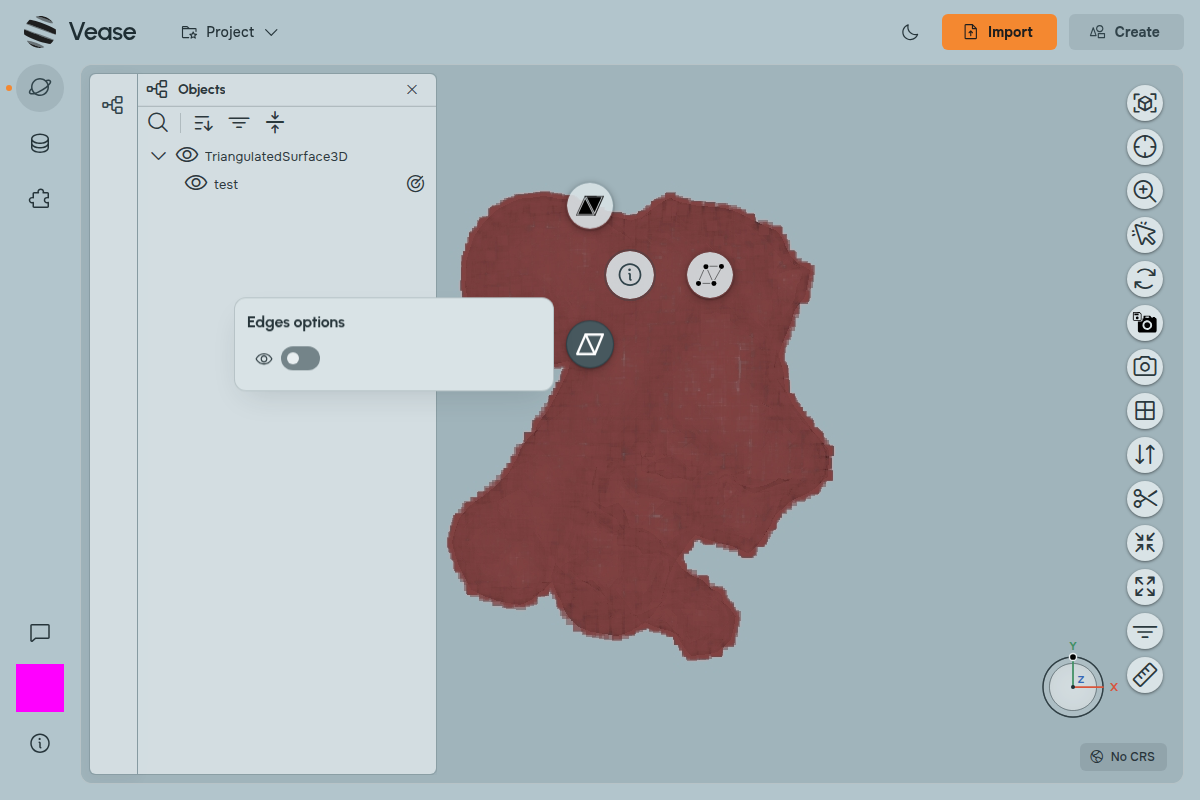 Vease
Project
Import
Create
Objects
TriangulatedSurface3D
test
Edges options
Y
Z
X
No CRS